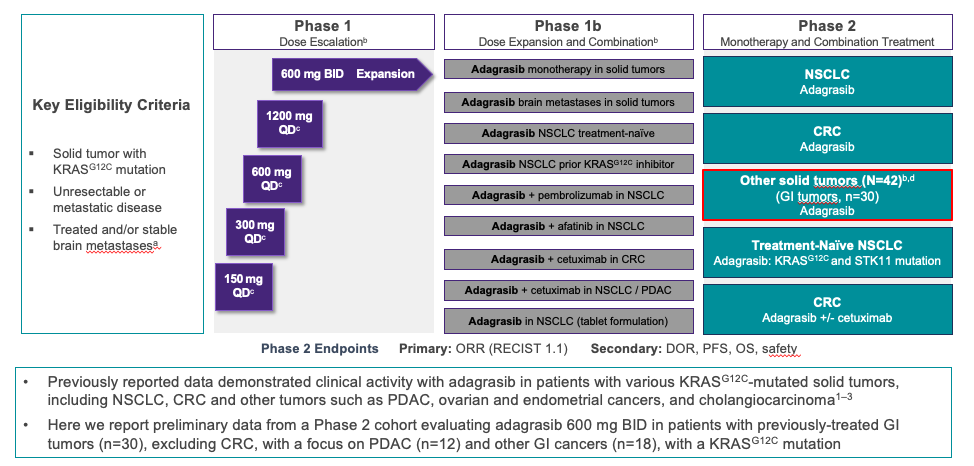 Key Eligibility Criteria
▪ Solid tumor with
KRASG12C mutation
▪ Unresectable or
metastatic disease
▪ Treated and/or stable
brain metastasesa
Phase 1
Dose Escalationb
600 mg BID Expansion
1200 mg
QDc
600 mg
QDc
300 mg
QDc
150 mg
QDc
Phase 1b
Dose Expansion and Combinationb
Adagrasib monotherapy in solid tumors
Adagrasib brain metastases in solid tumors
Adagrasib NSCLC treatment-naïve
Adagrasib NSCLC prior KRASG12C inhibitor
Adagrasib + pembrolizumab in NSCLC
Adagrasib + afatinib in NSCLC
Adagrasib + cetuximab in CRC
Adagrasib + cetuximab in NSCLC / PDAC
Adagrasib in NSCLC (tablet formulation)
Phase 2
Monotherapy and Combination Treatment
NSCLC
Adagrasib
CRC
Adagrasib
Other solid tumors (N=42)b,d
(GI tumors, n=30)
Adagrasib
Treatment-Naïve NSCLC
Adagrasib: KRASG12C and STK11 mutation
CRC
Adagrasib +/- cetuximab
Phase 2 Endpoints Primary: ORR (RECIST 1.1) Secondary: DOR, PFS, OS, safety
• Previously reported data demonstrated clinical activity with adagrasib in patients with various KRASG12C-mutated solid tumors,
including NSCLC, CRC and other tumors such as PDAC, ovarian and endometrial cancers, and cholangiocarcinoma1–3
• Here we report preliminary data from a Phase 2 cohort evaluating adagrasib 600 mg BID in patients with previously-treated GI
tumors (n=30), excluding CRC, with a focus on PDAC (n=12) and other GI cancers (n=18), with a KRASG12C mutation